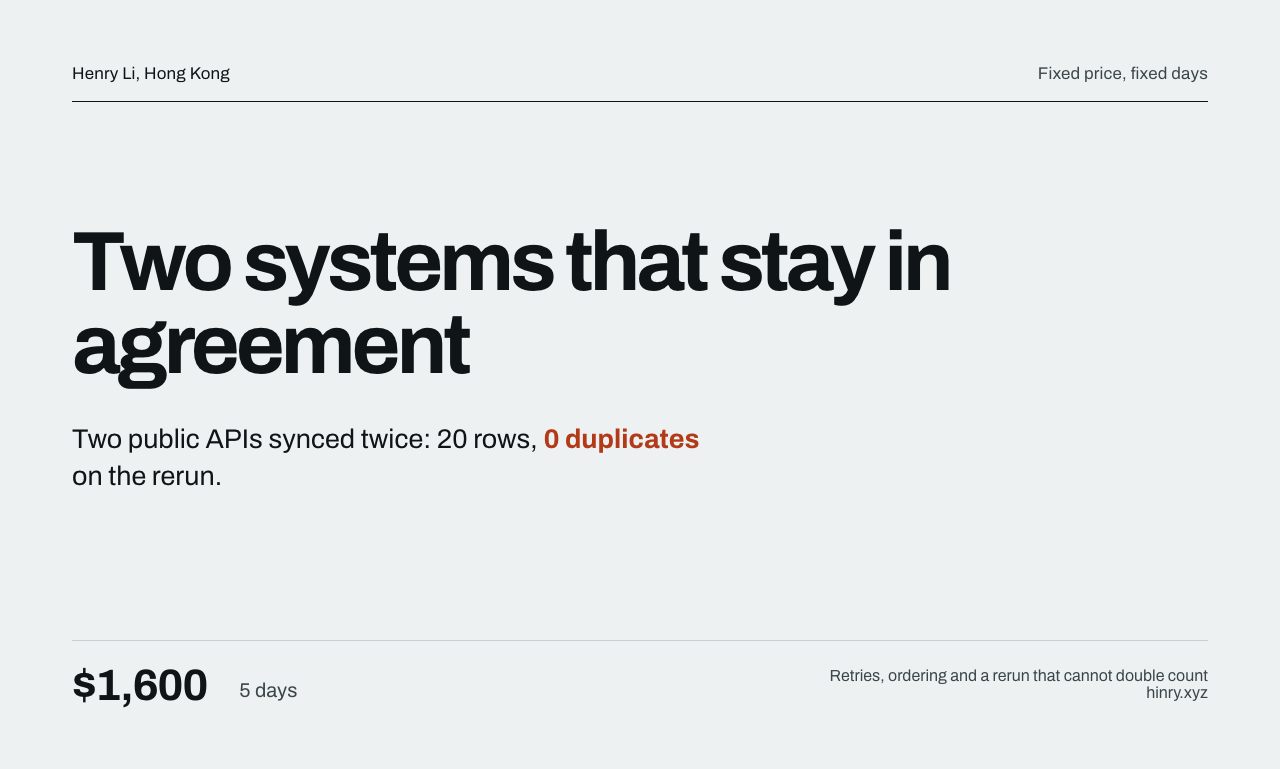 Henry Li, Hong Kong
Fixed price, fixed days
Two systems that stay in
agreement
Two public APIs synced twice: 20 rows, 0 duplicates
on the rerun.
$1,600
5 days
Retries, ordering and a rerun that cannot double count
hinry.xyz